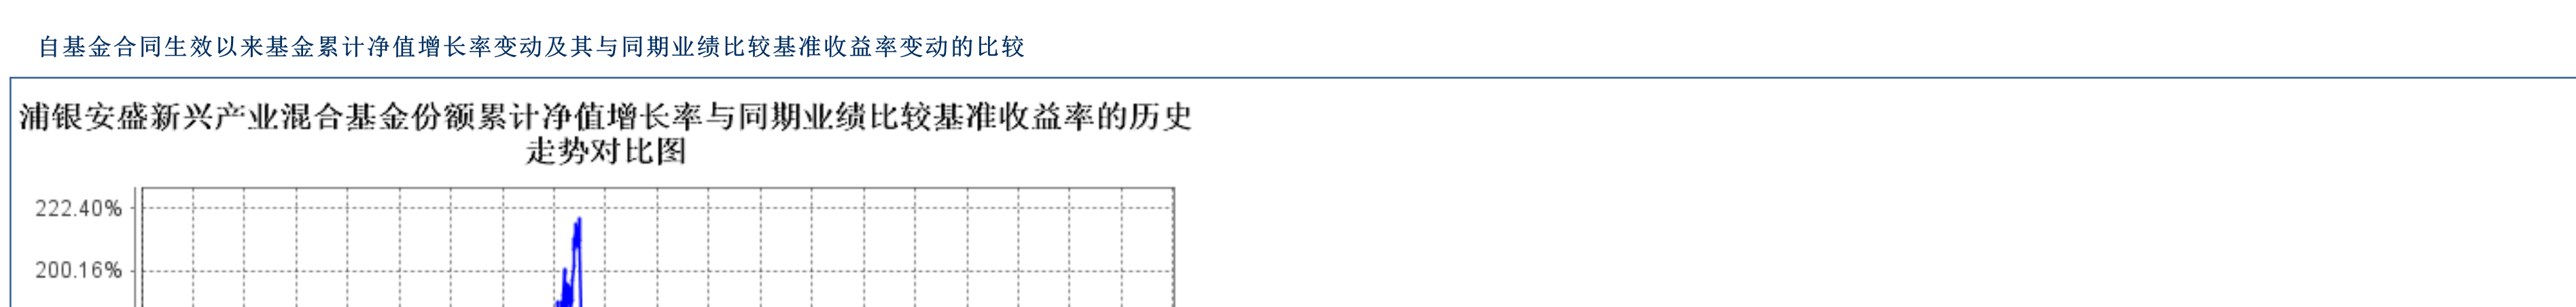 自基金合同生效以来基金累计净值增长率变动及其与同期业绩比较基准收益率变动的比较
浦银安盛新兴产业混合基金份额累计净值增长率与同期业绩比较基准收益率的历史
走势对比图
222.40%
200.16%